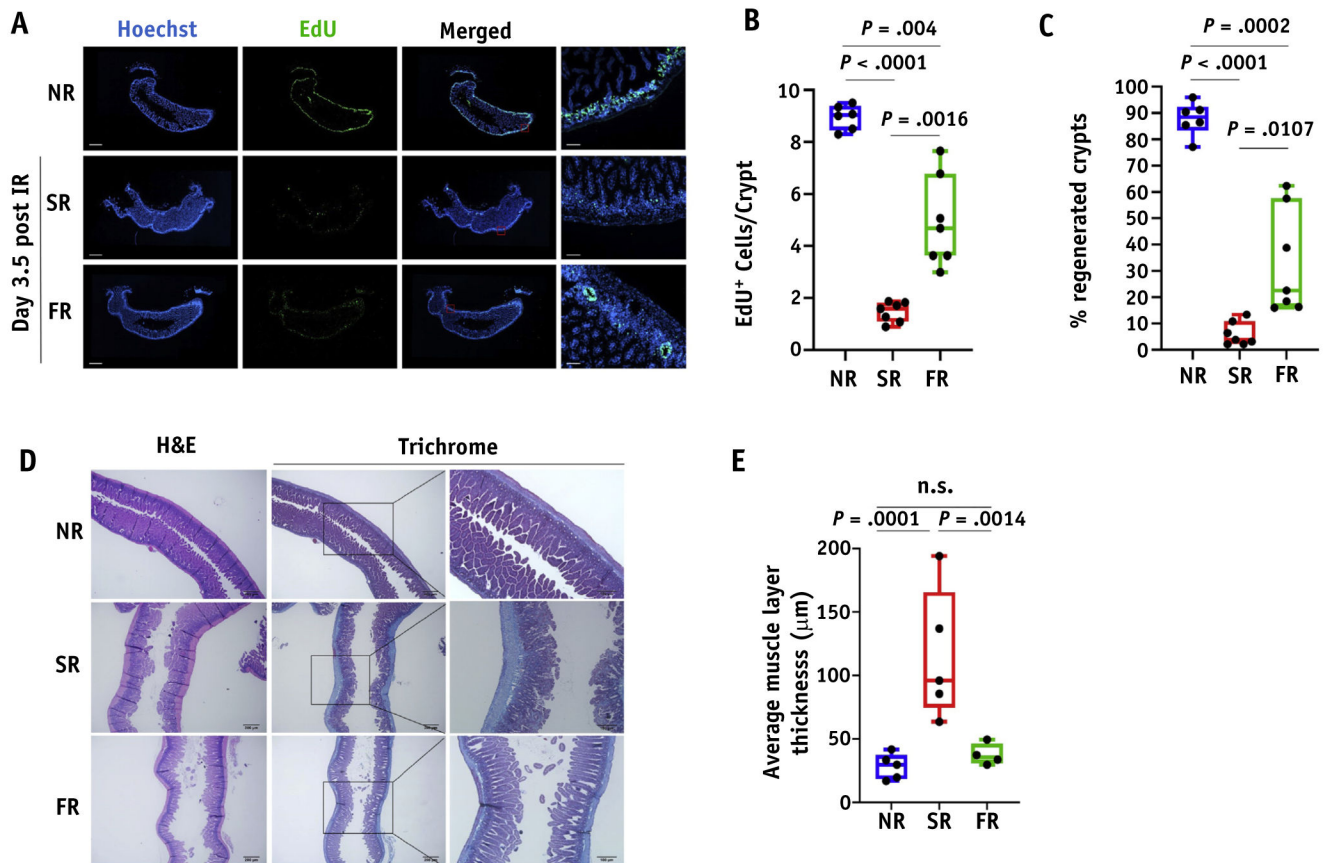 A
Hoechst
EdU
Merged
NR
SR
FR
Day 3.5 post IR
B
P = .004
P < .0001
P = .0016
EdU⁺ Cells/Crypt
10
8
6
4
2
0
NR SR FR
C
P = .0002
P < .0001
P = .0107
% regenerated crypts
100
90
80
70
60
50
40
30
20
10
0
NR SR FR
D
H&E
Trichrome
NR
SR
FR
E
n.s.
P = .0001
P = .0014
Average muscle layer
thicknesss (μm)
200
150
100
50
0
NR SR FR